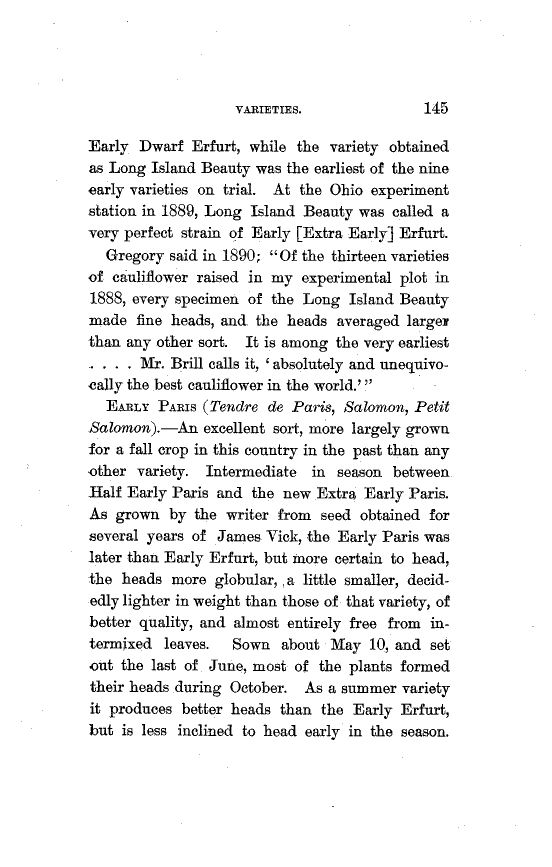 VARIETIES. 145
Early Dwarf Erfurt, while the variety obtained
as Long Island Beauty was the earliest of the nine
early varieties on trial. At the Ohio experiment
station in 1889, Long Island Beauty was called a
very perfect strain of Early [Extra Early] Erfurt.
Gregory said in 1890; “Of the thirteen varieties
of cauliflower raised in my experimental plot in
1888, every specimen of the Long Island Beauty
made fine heads, and the heads averaged larger
than any other sort. It is among the very earliest
. . . . Mr. Brill calls it, ‘absolutely and unequivo-
cally the best cauliflower in the world.’”
EARLY PARIS (Tendre de Paris, Salomon, Petit
Salomon).—An excellent sort, more largely grown
for a fall crop in this country in the past than any
other variety. Intermediate in season between
Half Early Paris and the new Extra Early Paris.
As grown by the writer from seed obtained for
several years of James Vick, the Early Paris was
later than Early Erfurt, but more certain to head,
the heads more globular, a little smaller, decid-
edly lighter in weight than those of that variety, of
better quality, and almost entirely free from in-
termixed leaves. Sown about May 10, and set
out the last of June, most of the plants formed
their heads during October. As a summer variety
it produces better heads than the Early Erfurt,
but is less inclined to head early in the season.